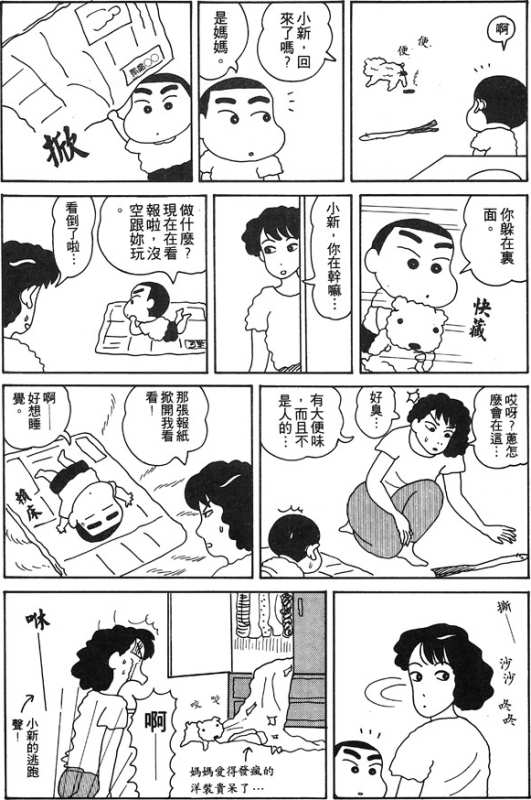 啊
便
便
小新，回
來了嗎？
是媽媽。
掀
你躲在裏
面。
快藏
小新，你在幹嘛…
做什麼？
現在在看
報啦，沒
空跟妳玩
。
看倒了啦…
哎呀？蔥怎
麼會在這…
好臭…
有大便味
，而且不
是人的…
那張報紙
掀開我看
看！
啊——
好想睡
覺。
賴床
撕——
沙沙
咚咚
媽媽愛得發瘋的
洋裝貴呆了…
啊——
咻——
小新的逃跑
聲！